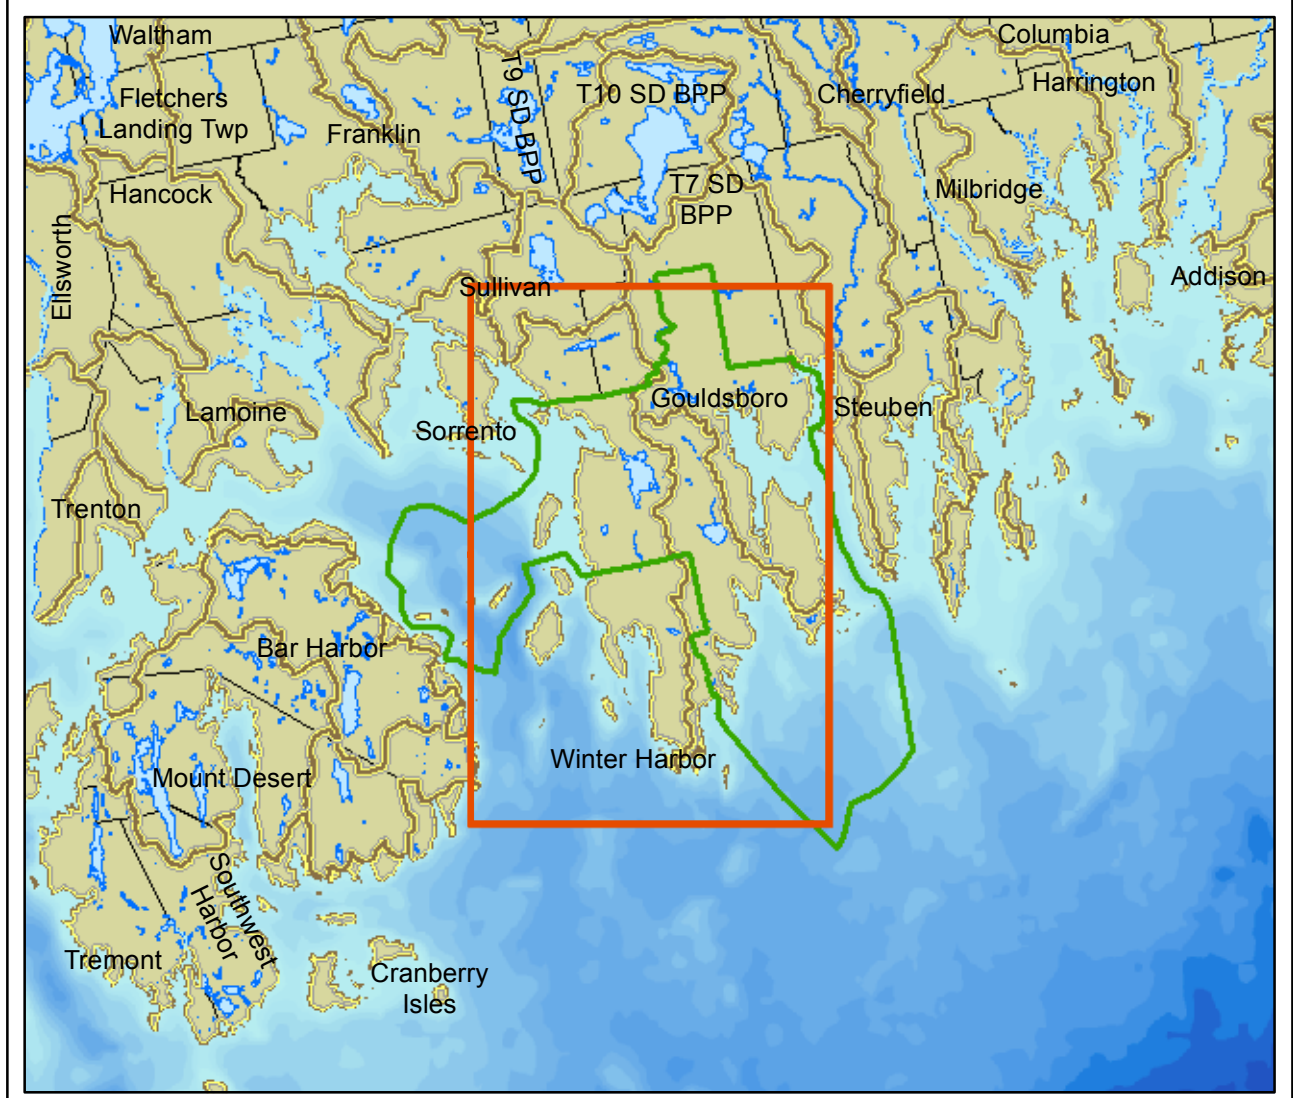 Waltham
Columbia
Harrington
Fletchers
Landing Twp
Franklin
T9 SD BPP
T10 SD BPP
Cherryfield
Hancock
T7 SD
BPP
Milbridge
Ellsworth
Sullivan
Addison
Lamoine
Sorrento
Gouldsboro
Steuben
Trenton
Bar Harbor
Winter Harbor
Mount Desert
Southwest
Harbor
Tremont
Cranberry
Isles